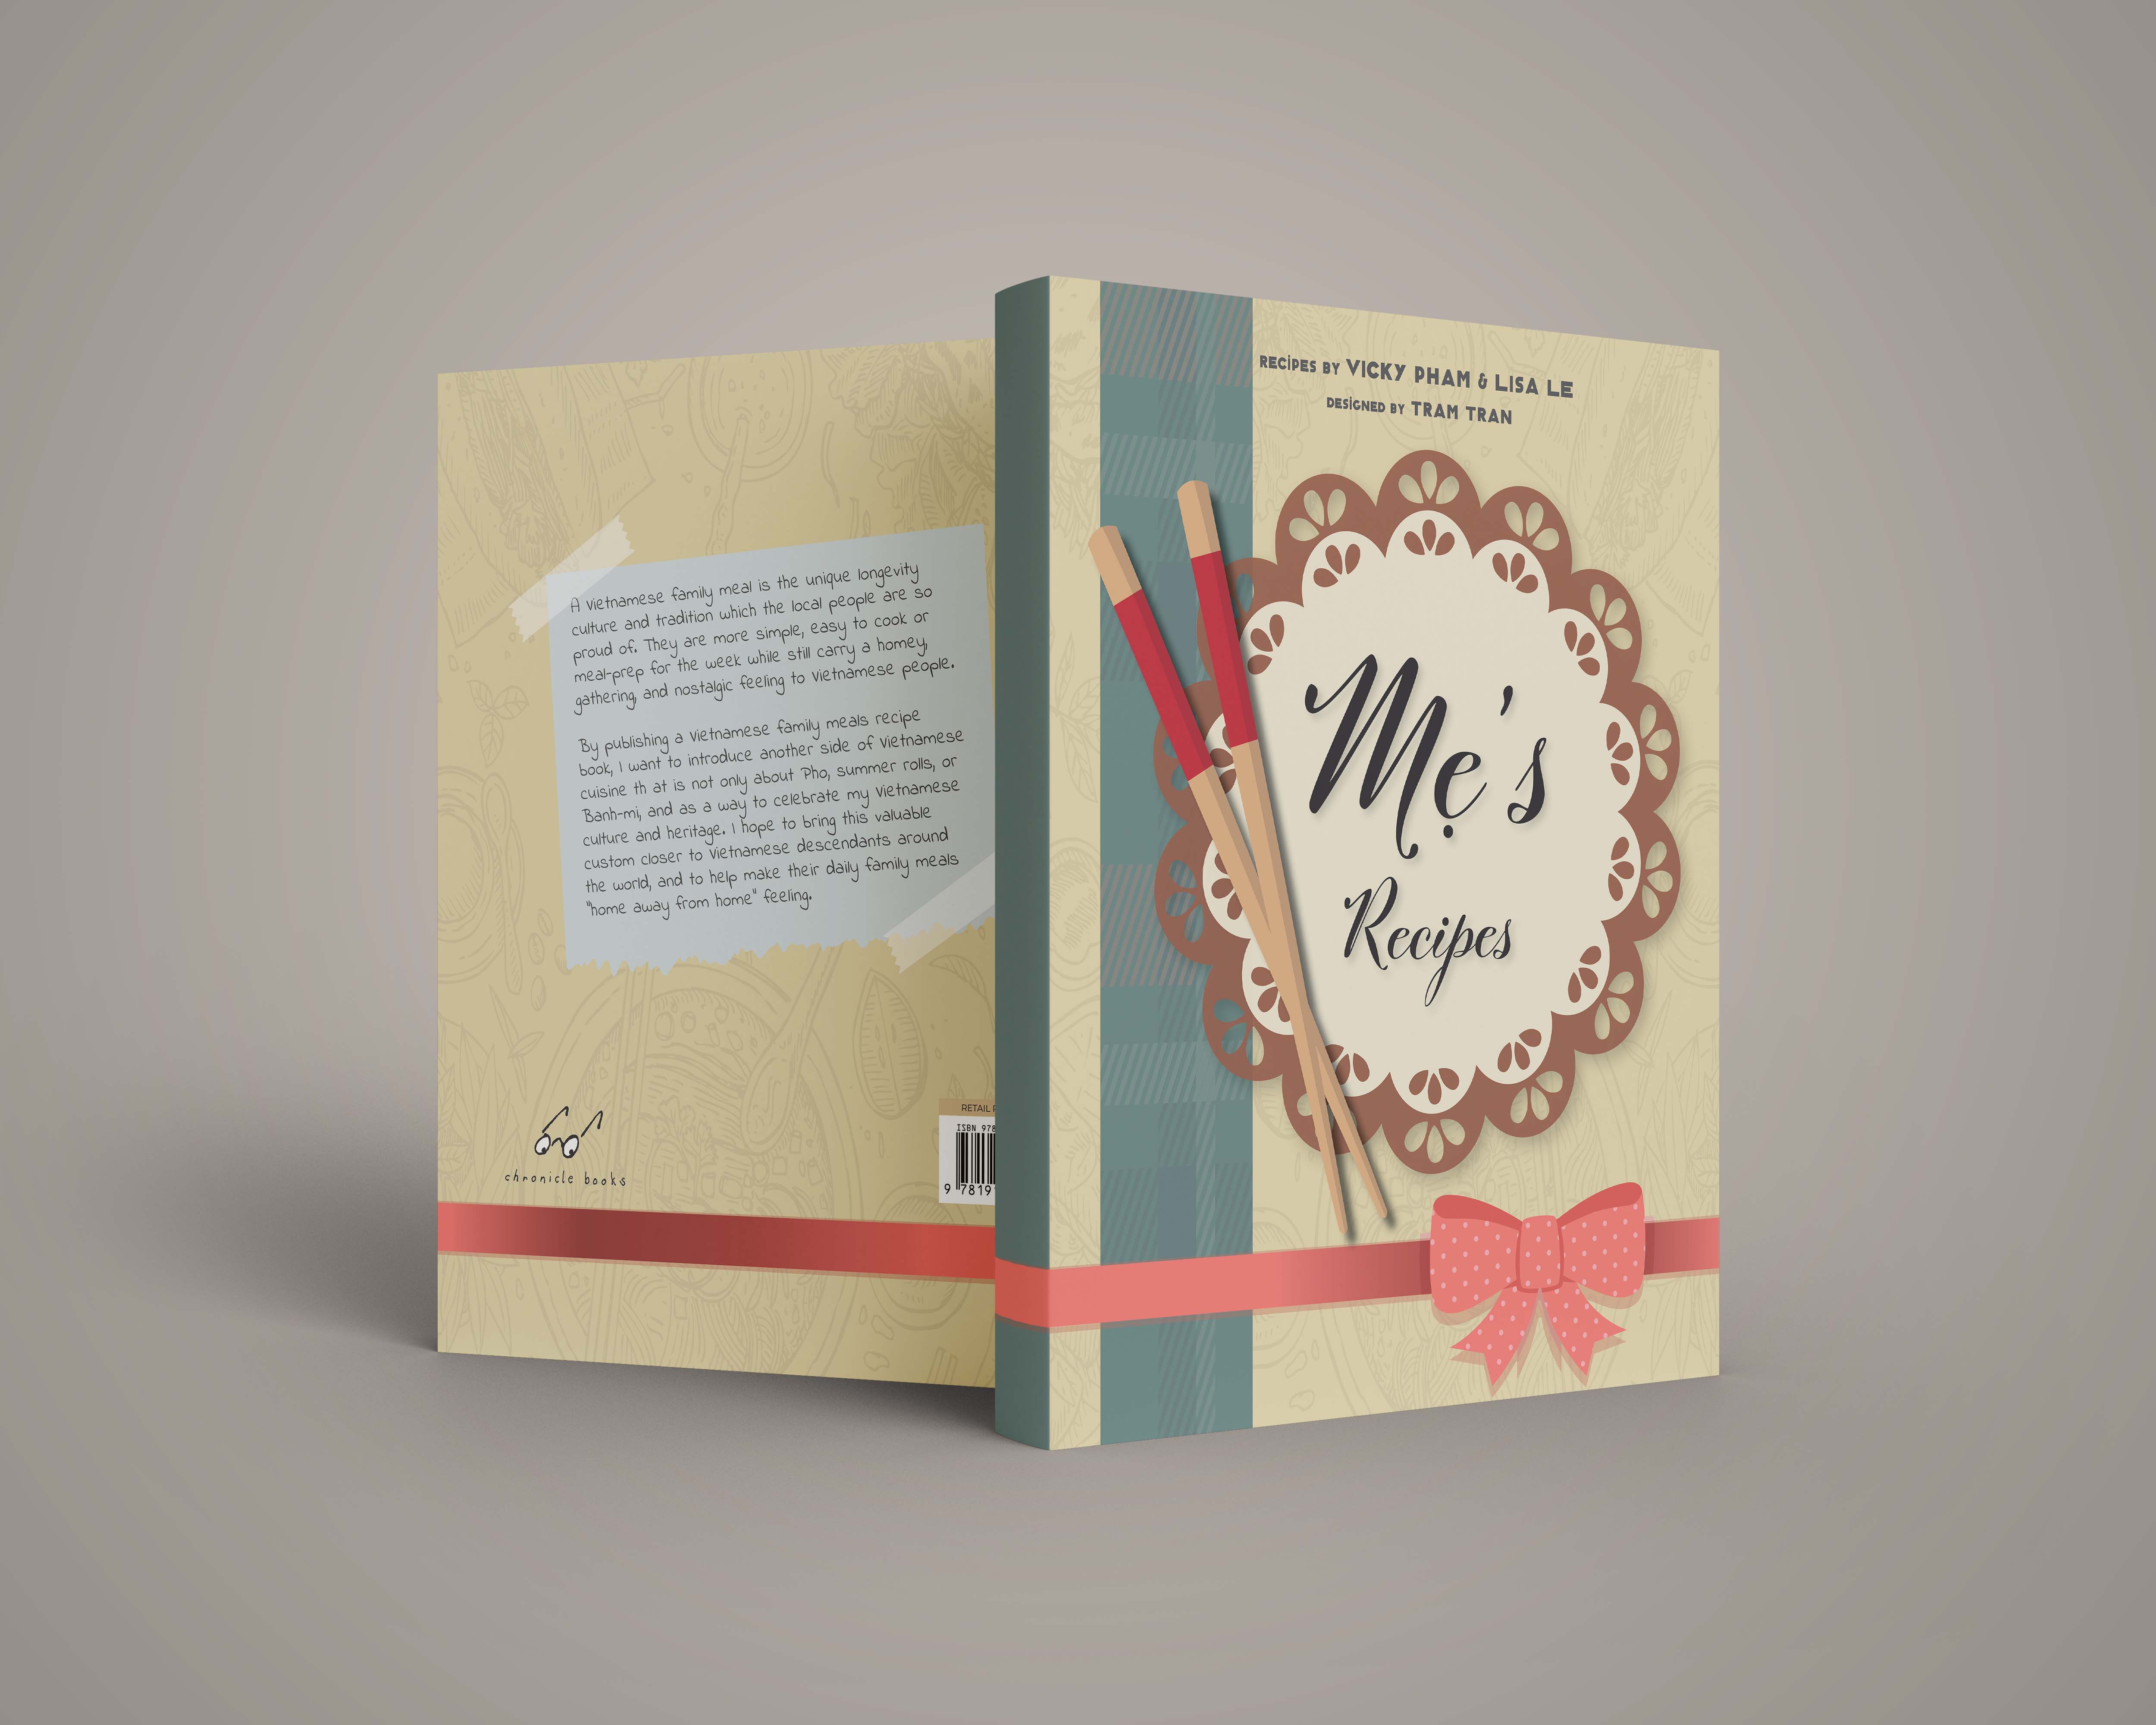 RECIPES BY VICKY PHAM & LISA LE
DESIGNED BY TRAM TRAN
Mẹ's
Recipes
A Vietnamese family meal is the unique longevity
culture and tradition which the local people are so
proud of. They are more simple, easy to cook or
meal-prep for the week while still carry a homey,
gathering, and nostalgic feeling to Vietnamese people.
By publishing a Vietnamese family meals recipe
book, I want to introduce another side of Vietnamese
cuisine th at is not only about Pho, summer rolls, or
Banh-mi, and as a way to celebrate my Vietnamese
culture and heritage. I hope to bring this valuable
custom closer to Vietnamese descendants around
the world, and to help make their daily family meals
"home away from home" feeling.
chronicle books
RETAIL
ISBN 978
9 7819